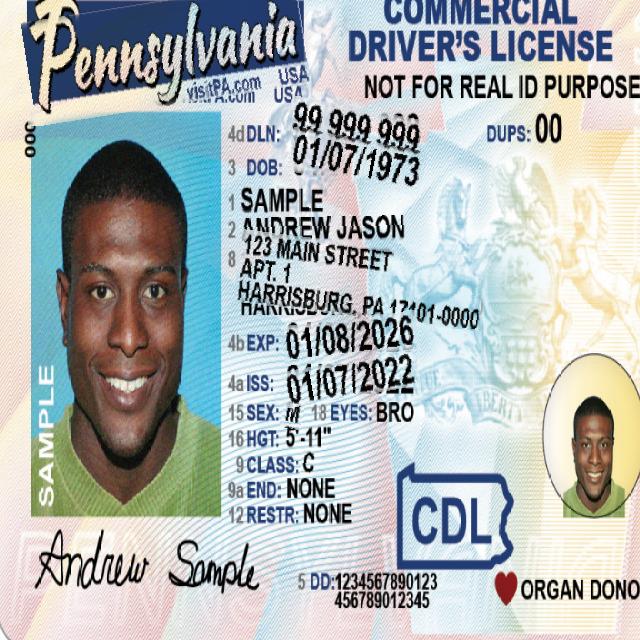 Pennsylvania
visitPA.com USA
COMMERCIAL
DRIVER'S LICENSE
NOT FOR REAL ID PURPOSE
000
4d DLN: 99 999 999
DUPS: 00
3 DOB: 01/07/1973
1 SAMPLE
2 ANDREW JASON
8 123 MAIN STREET
APT. 1
HARRISBURG, PA 17101-0000
4b EXP: 01/08/2026
4a ISS: 01/07/2022
15 SEX: M 18 EYES: BRO
16 HGT: 5'-11"
9 CLASS: C
9a END: NONE
12 RESTR: NONE
SAMPLE
CDL
Andrew Sample
5 DD: 1234567890123
456789012345
ORGAN DONO